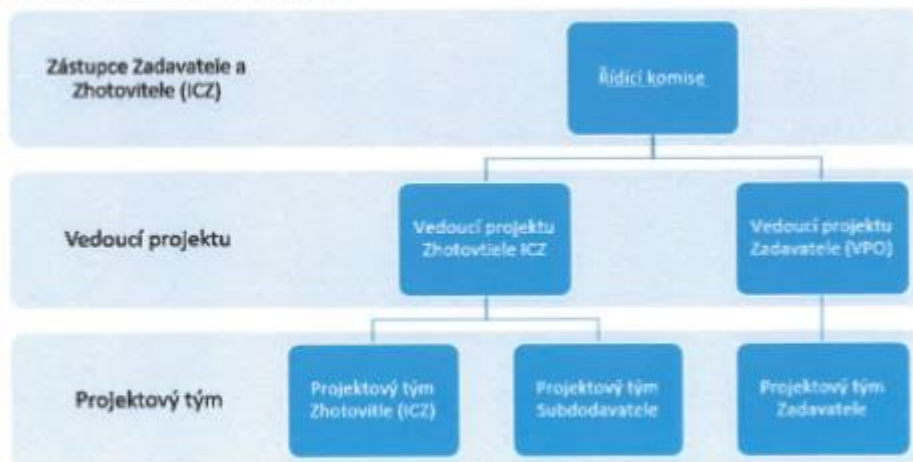 Zástupce Zadavatele a
Zhotovitele (ICZ)
Řídící komise
Vedoucí projektu
Vedoucí projektu
Zhotovtiele ICZ
Vedoucí projektu
Zadavatele (VPO)
Projektový tým
Projektový tým
Zhotovitle (ICZ)
Projektový tým
Subdodavatele
Projektový tým
Zadavatele